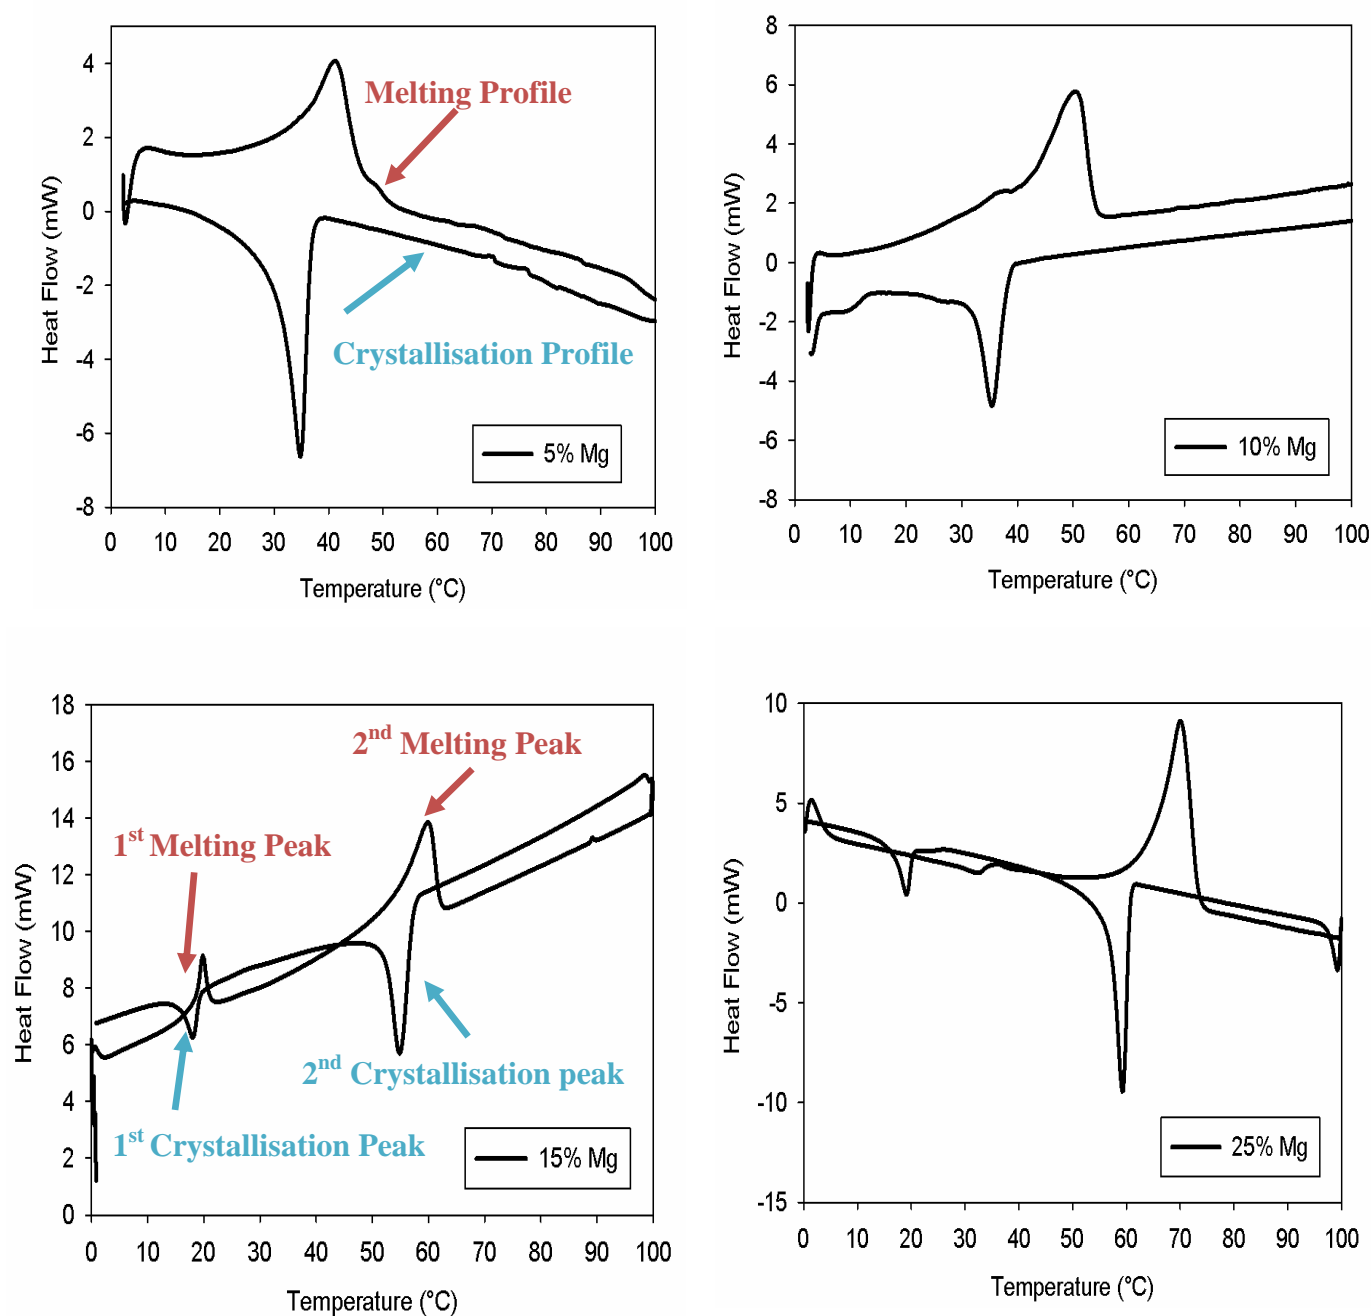 4
2
0
-2
-4
-6
-8
Heat Flow (mW)
Melting Profile
Crystallisation Profile
5% Mg
0 10 20 30 40 50 60 70 80 90 100
Temperature (°C)
8
6
4
2
0
-2
-4
-6
-8
Heat Flow (mW)
10% Mg
0 10 20 30 40 50 60 70 80 90 100
Temperature (°C)
18
16
14
12
10
8
6
4
2
0
Heat Flow (mW)
2nd Melting Peak
1st Melting Peak
2nd Crystallisation peak
1st Crystallisation Peak
15% Mg
0 10 20 30 40 50 60 70 80 90 100
Temperature (°C)
10
5
0
-5
-10
-15
Heat Flow (mW)
25% Mg
0 10 20 30 40 50 60 70 80 90 100
Temperature (°C)